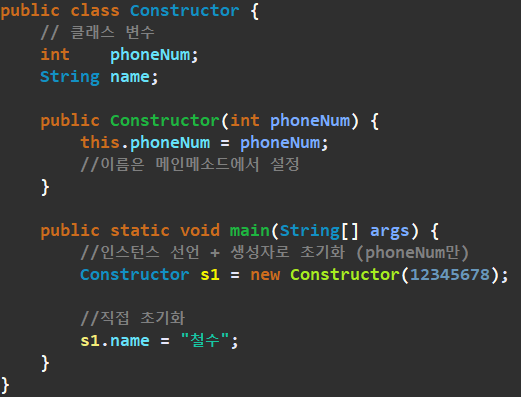 public class Constructor {
    // 클래스 변수
    int    phoneNum;
    String name;

    public Constructor(int phoneNum) {
        this.phoneNum = phoneNum;
        //이름은 메인메소드에서 설정
    }

    public static void main(String[] args) {
        //인스턴스 선언 + 생성자로 초기화 (phoneNum만)
        Constructor s1 = new Constructor(12345678);

        //직접 초기화
        s1.name = "철수";
    }
}